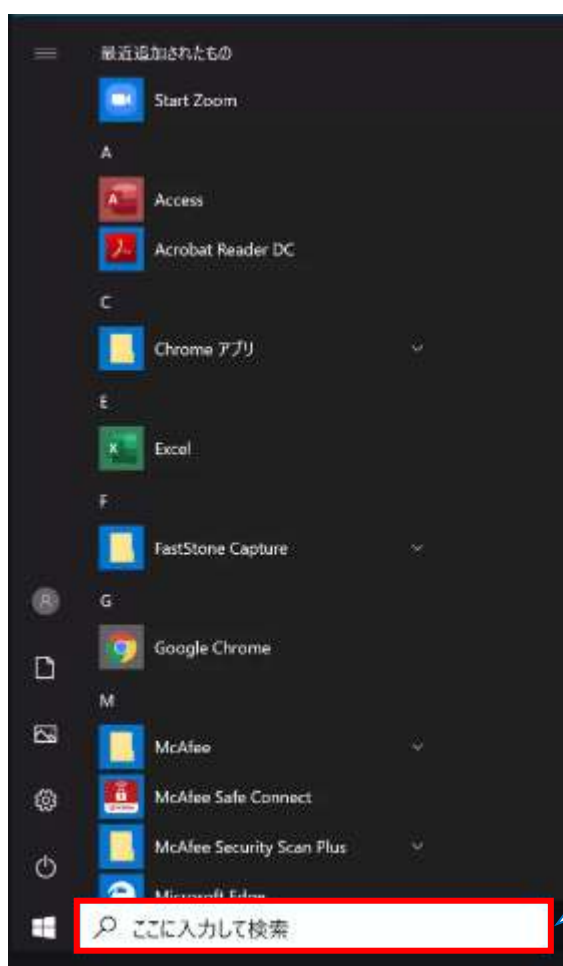 最近追加されたもの
Start Zoom
A
Access
Acrobat Reader DC
C
Chrome アプリ
E
Excel
F
FastStone Capture
G
Google Chrome
M
McAfee
McAfee Safe Connect
McAfee Security Scan Plus
Microsoft Edge
ここに入力して検索